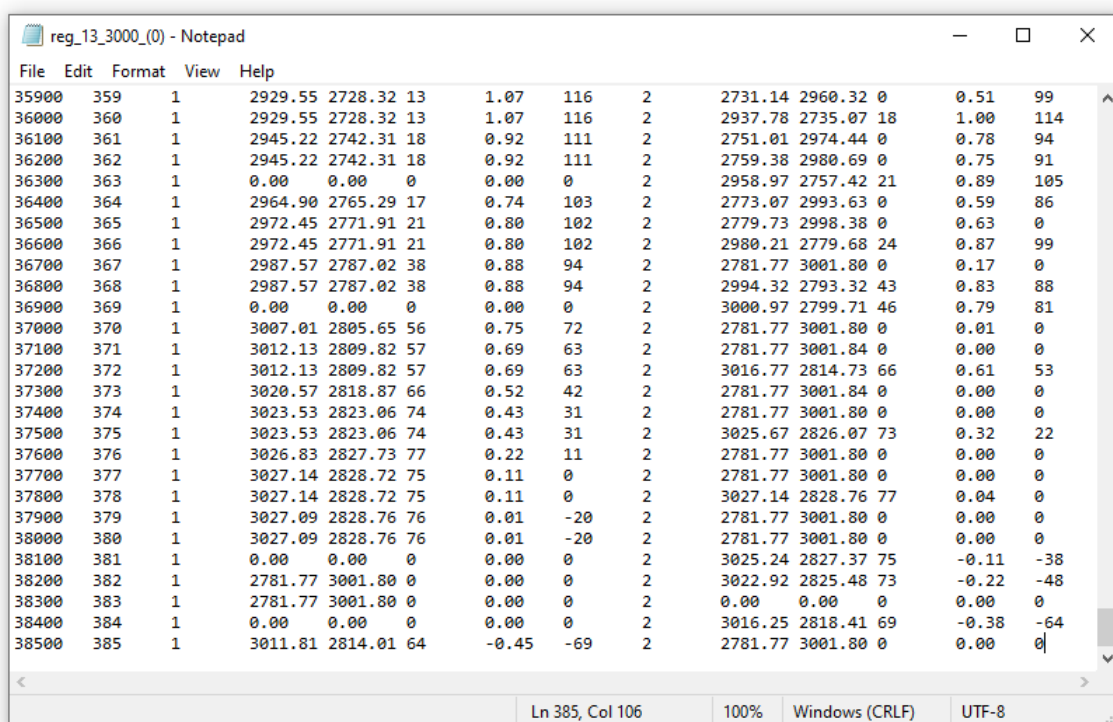 reg_13_3000_(0) - Notepad
File Edit Format View Help
35900 359 1 2929.55 2728.32 13 1.07 116 2 2731.14 2960.32 0 0.51 99
36000 360 1 2929.55 2728.32 13 1.07 116 2 2937.78 2735.07 18 1.00 114
36100 361 1 2945.22 2742.31 18 0.92 111 2 2751.01 2974.44 0 0.78 94
36200 362 1 2945.22 2742.31 18 0.92 111 2 2759.38 2980.69 0 0.75 91
36300 363 1 0.00 0.00 0 0.00 0 2 2958.97 2757.42 21 0.89 105
36400 364 1 2964.90 2765.29 17 0.74 103 2 2773.07 2993.63 0 0.59 86
36500 365 1 2972.45 2771.91 21 0.80 102 2 2779.73 2998.38 0 0.63 0
36600 366 1 2972.45 2771.91 21 0.80 102 2 2980.21 2779.68 24 0.87 99
36700 367 1 2987.57 2787.02 38 0.88 94 2 2781.77 3001.80 0 0.17 0
36800 368 1 2987.57 2787.02 38 0.88 94 2 2994.32 2793.32 43 0.83 88
36900 369 1 0.00 0.00 0 0.00 0 2 3000.97 2799.71 46 0.79 81
37000 370 1 3007.01 2805.65 56 0.75 72 2 2781.77 3001.80 0 0.01 0
37100 371 1 3012.13 2809.82 57 0.69 63 2 2781.77 3001.84 0 0.00 0
37200 372 1 3012.13 2809.82 57 0.69 63 2 3016.77 2814.73 66 0.61 53
37300 373 1 3020.57 2818.87 66 0.52 42 2 2781.77 3001.84 0 0.00 0
37400 374 1 3023.53 2823.06 74 0.43 31 2 2781.77 3001.80 0 0.00 0
37500 375 1 3023.53 2823.06 74 0.43 31 2 3025.67 2826.07 73 0.32 22
37600 376 1 3026.83 2827.73 77 0.22 11 2 2781.77 3001.80 0 0.00 0
37700 377 1 3027.14 2828.72 75 0.11 0 2 2781.77 3001.80 0 0.00 0
37800 378 1 3027.14 2828.72 75 0.11 0 2 3027.14 2828.76 77 0.04 0
37900 379 1 3027.09 2828.76 76 0.01 -20 2 2781.77 3001.80 0 0.00 0
38000 380 1 3027.09 2828.76 76 0.01 -20 2 2781.77 3001.80 0 0.00 0
38100 381 1 0.00 0.00 0 0.00 0 2 3025.24 2827.37 75 -0.11 -38
38200 382 1 2781.77 3001.80 0 0.00 0 2 3022.92 2825.48 73 -0.22 -48
38300 383 1 2781.77 3001.80 0 0.00 0 2 0.00 0.00 0 0.00 0
38400 384 1 0.00 0.00 0 0.00 0 2 3016.25 2818.41 69 -0.38 -64
38500 385 1 3011.81 2814.01 64 -0.45 -69 2 2781.77 3001.80 0 0.00 0
Ln 385, Col 106 100% Windows (CRLF) UTF-8